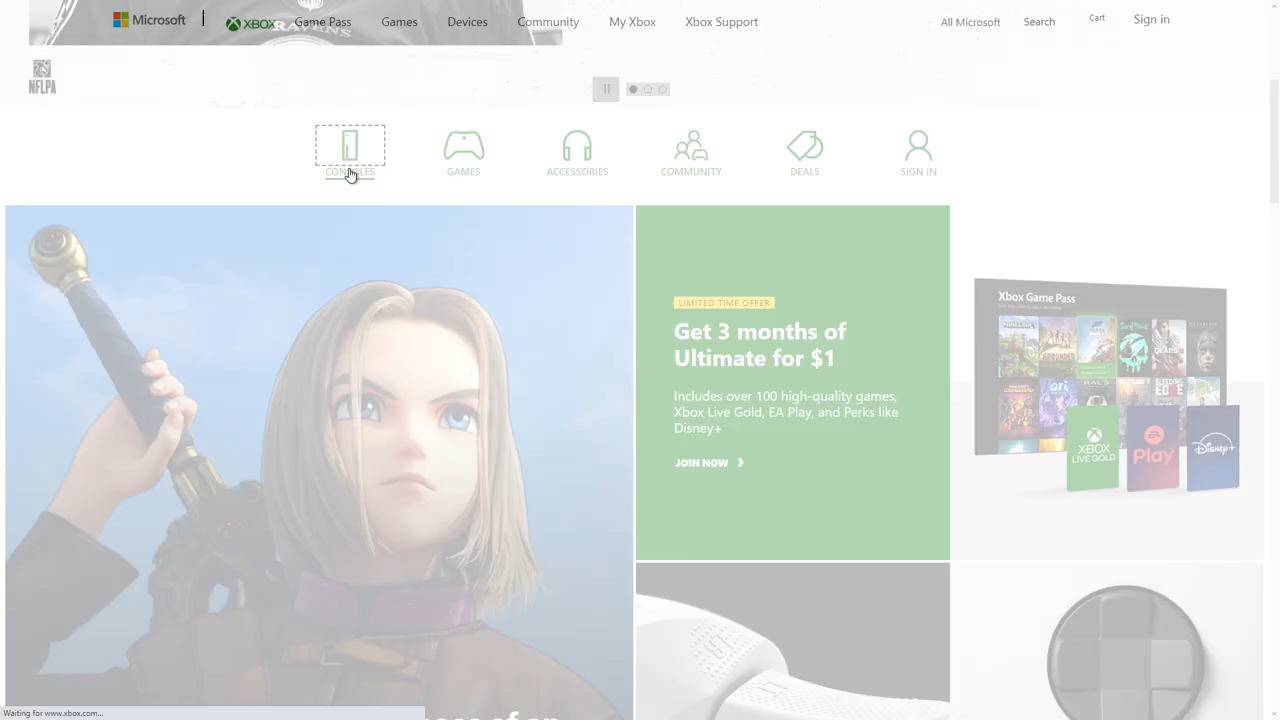 Microsoft
XBOX
Game Pass
Games
Devices
Community
My Xbox
Xbox Support
All Microsoft
Search
Cart
Sign in
RAVENS
NFLPA
CONSOLES
GAMES
ACCESSORIES
COMMUNITY
DEALS
SIGN IN
LIMITED TIME OFFER
Get 3 months of
Ultimate for $1
Includes over 100 high-quality games,
Xbox Live Gold, EA Play, and Perks like
Disney+
JOIN NOW
Xbox Game Pass
XBOX
LIVE GOLD
EA
Play
Disney+
Waiting for www.xbox.com...